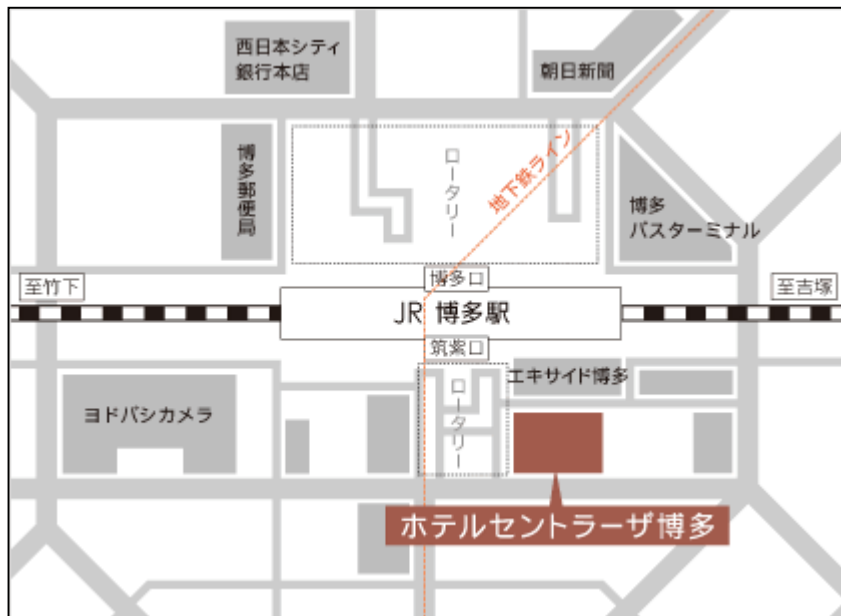 西日本シティ
銀行本店
朝日新聞
博多郵便局
ロータリー
地下鉄ライン
博多
バスターミナル
博多口
至竹下
至吉塚
JR 博多駅
筑紫口
エキサイド博多
ロータリー
ヨドバシカメラ
ホテルセントラーザ博多